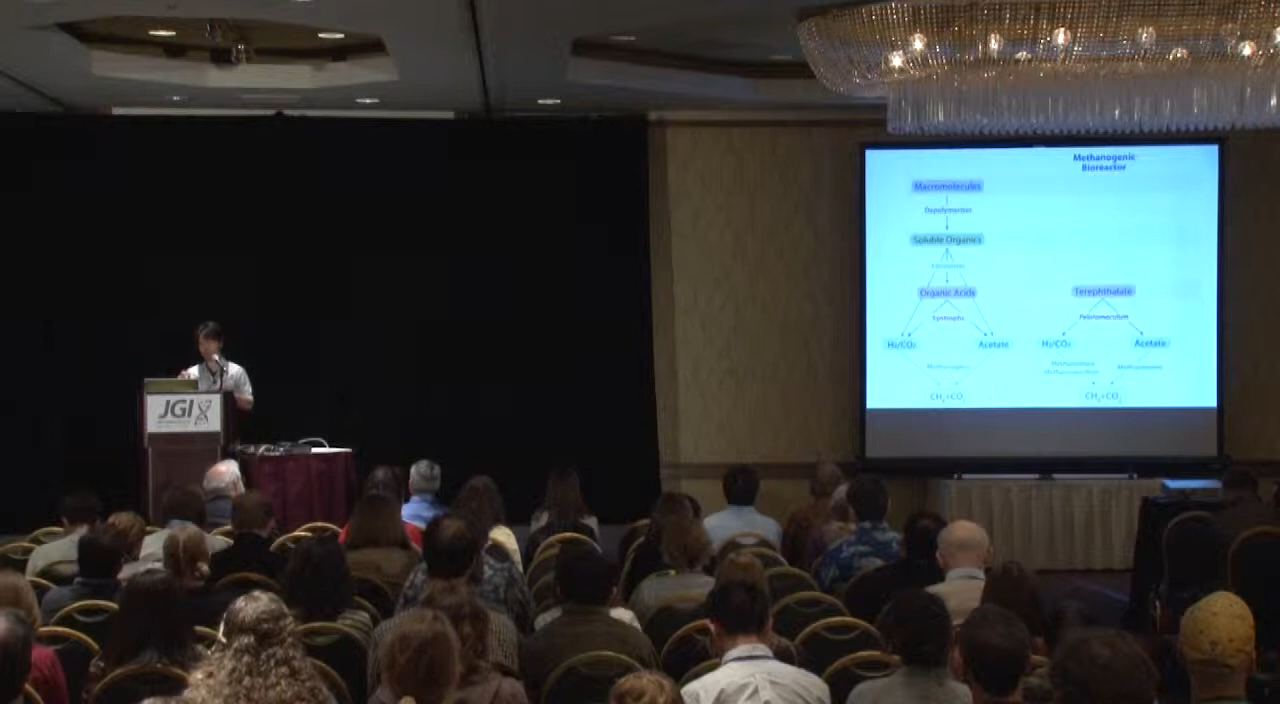 Methanogenic
Bioreactor
Macromolecules
Depolymerizer
Soluble Organics
Organic Acids
Terephthalate
Syntrophs
Pelotomaculum
H2/CO2
Acetate
H2/CO2
Acetate
CH4+CO2
CH4+CO2
JGI